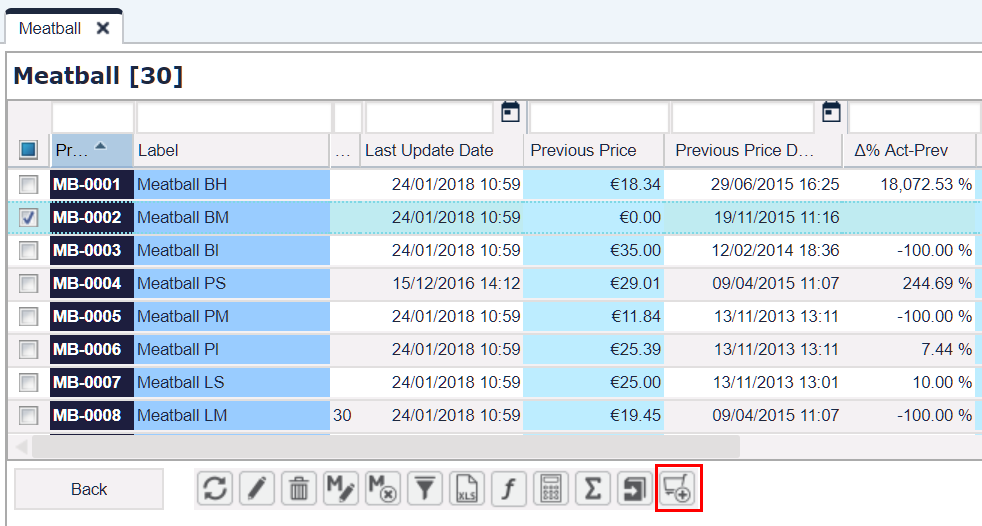 Meatball
Meatball [30]
Pr... Label ... Last Update Date Previous Price Previous Price D... Δ% Act-Prev
MB-0001 Meatball BH 24/01/2018 10:59 €18.34 29/06/2015 16:25 18,072.53 %
MB-0002 Meatball BM 24/01/2018 10:59 €0.00 19/11/2015 11:16
MB-0003 Meatball BI 24/01/2018 10:59 €35.00 12/02/2014 18:36 -100.00 %
MB-0004 Meatball PS 15/12/2016 14:12 €29.01 09/04/2015 11:07 244.69 %
MB-0005 Meatball PM 24/01/2018 10:59 €11.84 13/11/2013 13:11 -100.00 %
MB-0006 Meatball PI 24/01/2018 10:59 €25.39 13/11/2013 13:11 7.44 %
MB-0007 Meatball LS 24/01/2018 10:59 €25.00 13/11/2013 13:01 10.00 %
MB-0008 Meatball LM 30 24/01/2018 10:59 €19.45 09/04/2015 11:07 -100.00 %
Back M M XLS f Σ